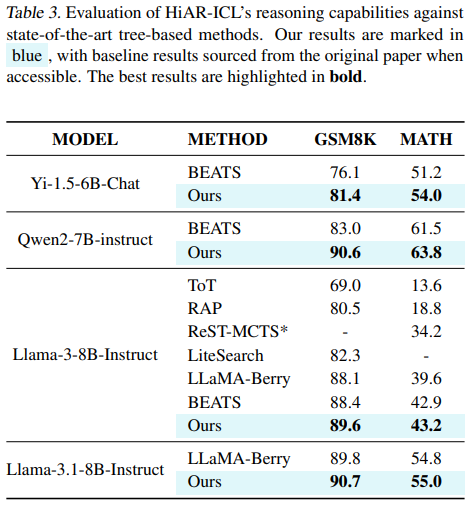 Table 3. Evaluation of HiAR-ICL's reasoning capabilities against
state-of-the-art tree-based methods. Our results are marked in
blue , with baseline results sourced from the original paper when
accessible. The best results are highlighted in bold.
MODEL METHOD GSM8K MATH
Yi-1.5-6B-Chat
BEATS 76.1 51.2
Ours 81.4 54.0
Qwen2-7B-instruct
BEATS 83.0 61.5
Ours 90.6 63.8
Llama-3-8B-Instruct
ToT 69.0 13.6
RAP 80.5 18.8
ReST-MCTS* - 34.2
LiteSearch 82.3 -
LLaMA-Berry 88.1 39.6
BEATS 88.4 42.9
Ours 89.6 43.2
Llama-3.1-8B-Instruct
LLaMA-Berry 89.8 54.8
Ours 90.7 55.0